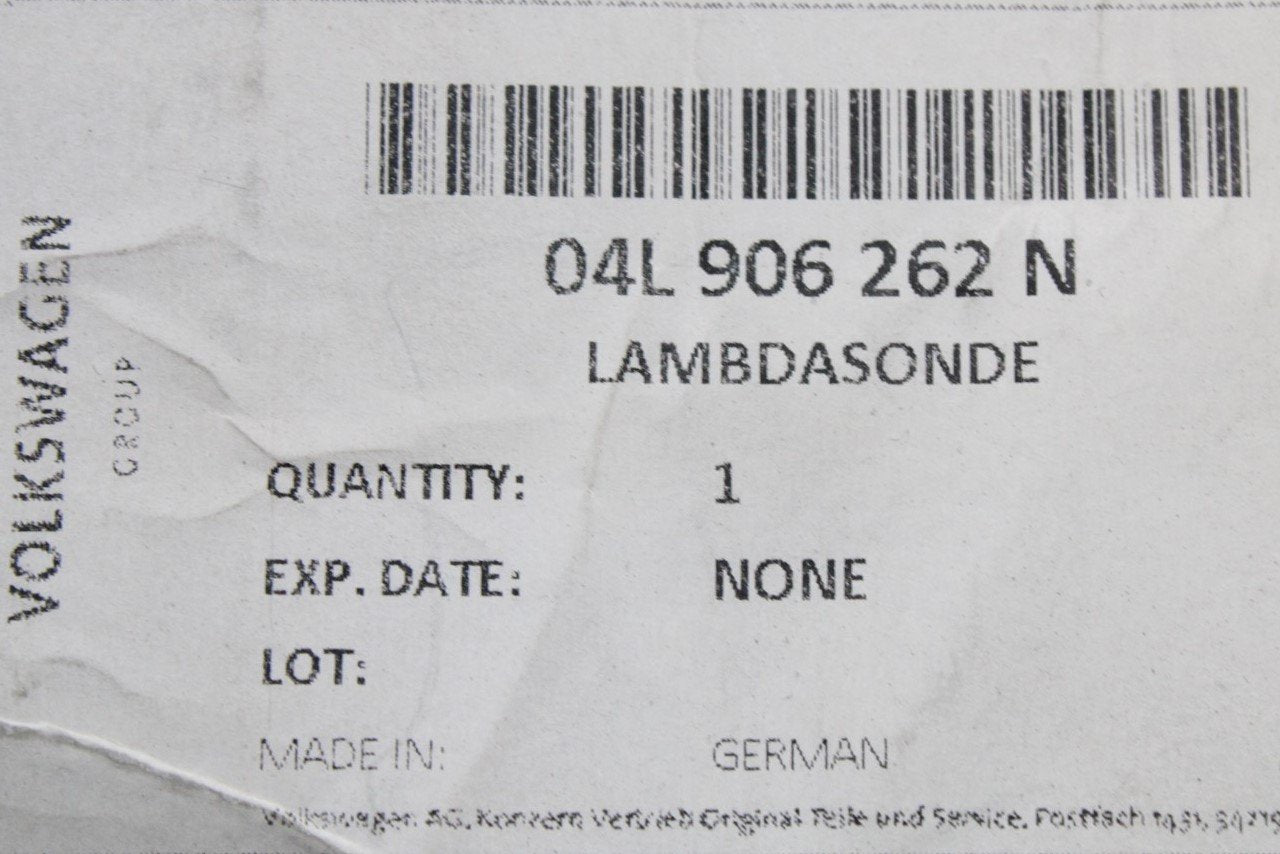 VOLKSWAGEN
GROUP
04L 906 262 N
LAMBDASONDE
QUANTITY: 1
EXP. DATE: NONE
LOT:
MADE IN: GERMAN
Volkswagen AG, Konzern Vertrieb Original Teile und Service, Postfach